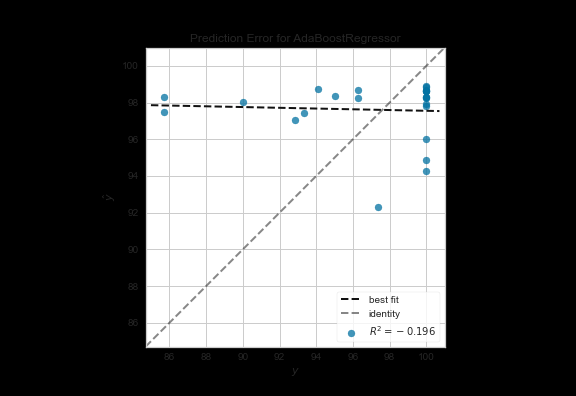 Prediction Error for AdaBoostRegressor
100
98
96
94
92
90
88
86
ŷ
86
88
90
92
94
96
98
100
y
best fit
identity
R² = −0.196